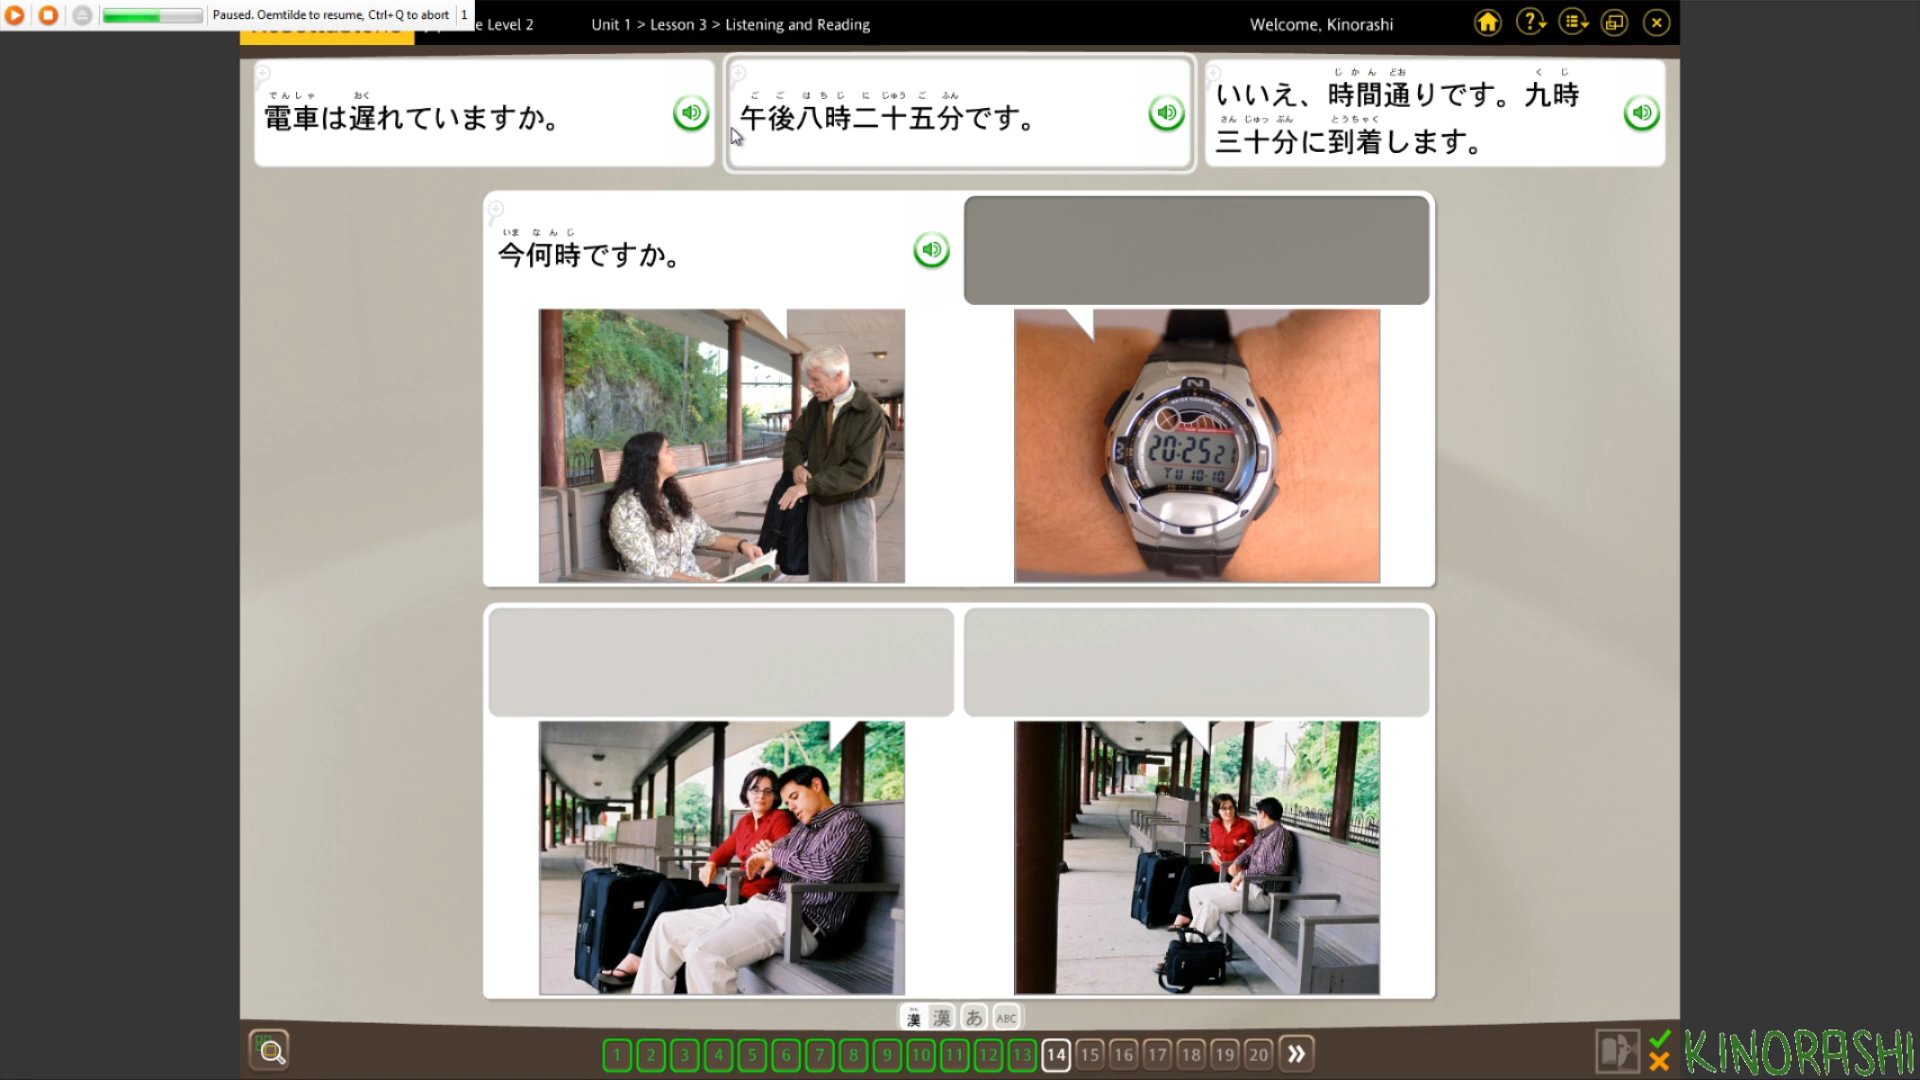 Paused. Oemtilde to resume, Ctrl+Q to abort 1
e Level 2
Unit 1 > Lesson 3 > Listening and Reading
Welcome, Kinorashi
でんしゃ おく
電車は遅れていますか。
ご ご は ち じ に じゅう ご ふん
午後八時二十五分です。
じ か ん どお く じ
いいえ、時間通りです。九時
さん じゅっ ぷん とうちゃく
三十分に到着します。
いま な ん じ
今何時ですか。
N
20:25 21
TU 10-10
かん
漢 漢 あ ABC
1 2 3 4 5 6 7 8 9 10 11 12 13 14 15 16 17 18 19 20
KINORASHI